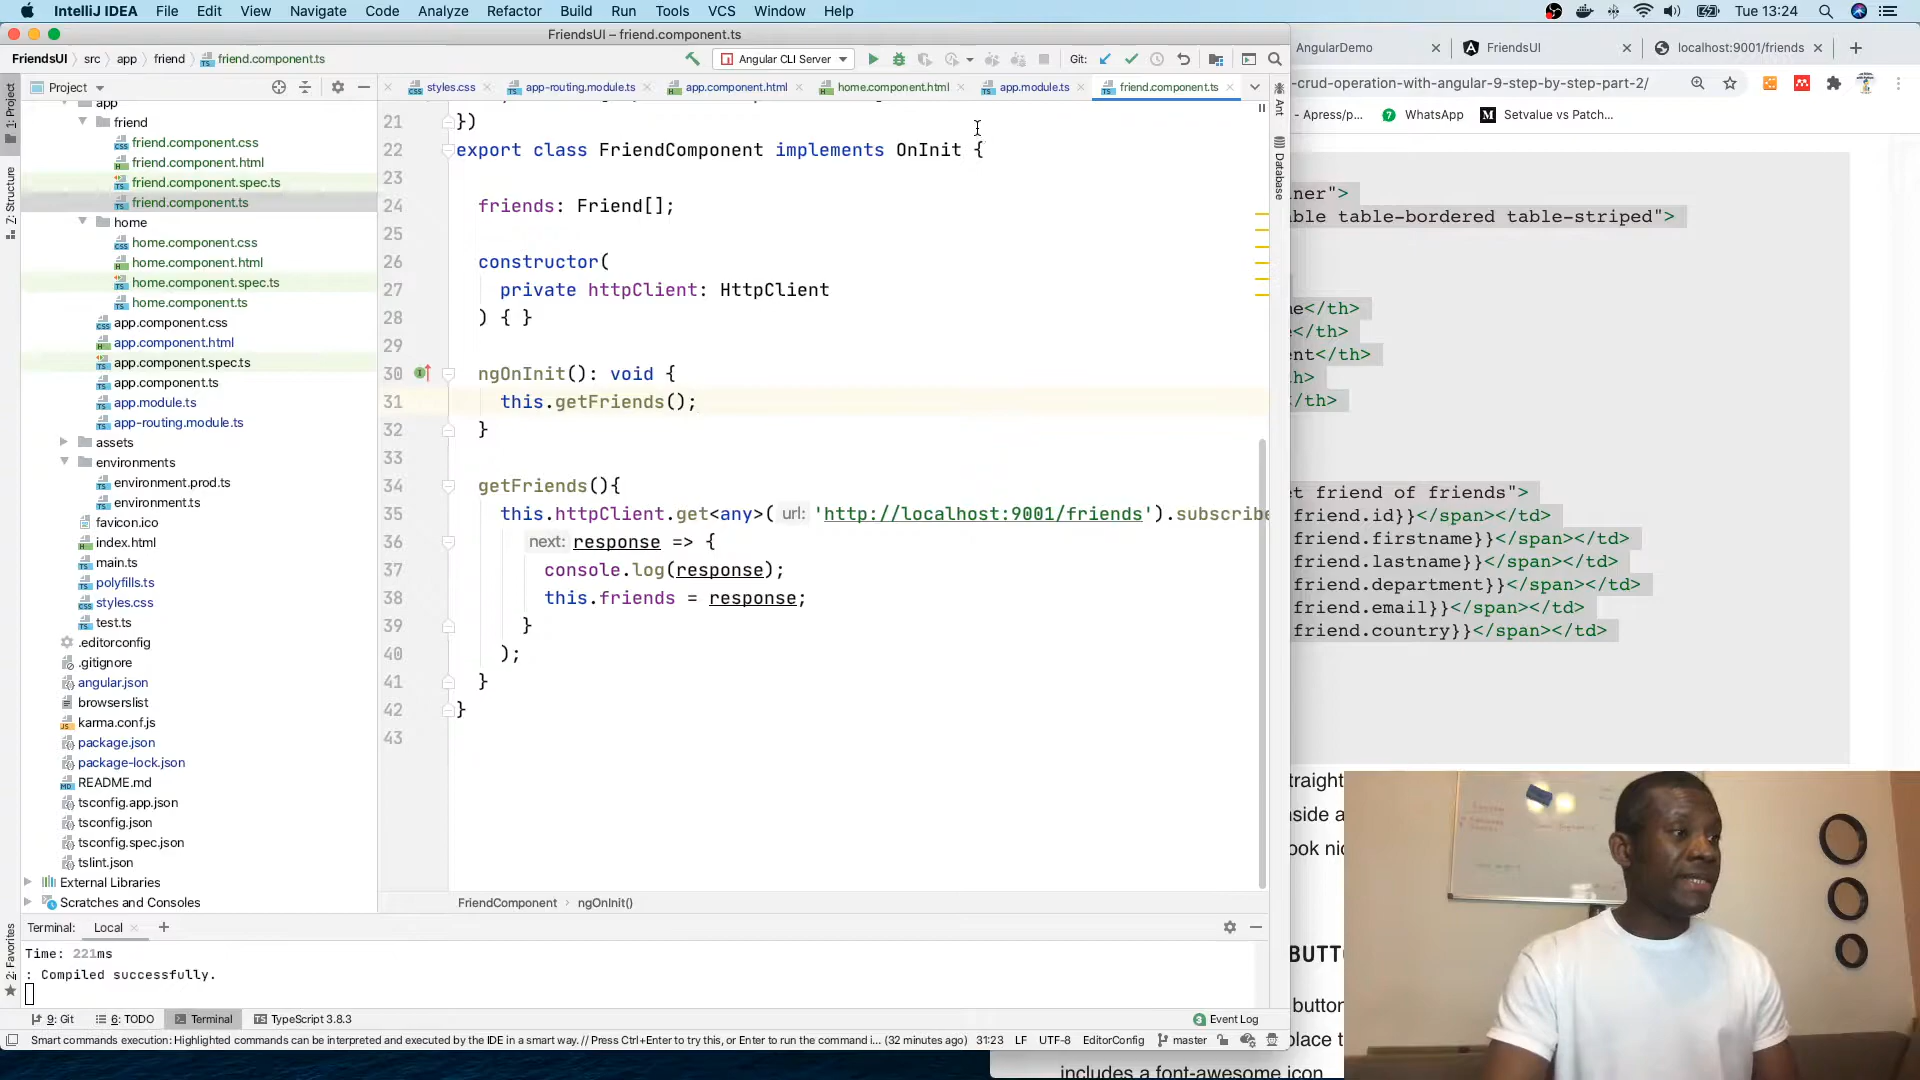 IntelliJ IDEA File Edit View Navigate Code Analyze Refactor Build Run Tools VCS Window Help
Tue 13:24
FriendsUI – friend.component.ts
FriendsUI src app friend friend.component.ts
Angular CLI Server
Git:
AngularDemo
FriendsUI
localhost:9001/friends
-crud-operation-with-angular-9-step-by-step-part-2/
- Apress/p... WhatsApp Setvalue vs Patch...
1: Project
7: Structure
2: Favorites
Ant
Database
Project
styles.css app-routing.module.ts app.component.html home.component.html app.module.ts friend.component.ts
app
friend
friend.component.css
friend.component.html
friend.component.spec.ts
friend.component.ts
home
home.component.css
home.component.html
home.component.spec.ts
home.component.ts
app.component.css
app.component.html
app.component.spec.ts
app.component.ts
app.module.ts
app-routing.module.ts
assets
environments
environment.prod.ts
environment.ts
favicon.ico
index.html
main.ts
polyfills.ts
styles.css
test.ts
.editorconfig
.gitignore
angular.json
browserslist
karma.conf.js
package.json
package-lock.json
README.md
tsconfig.app.json
tsconfig.json
tsconfig.spec.json
tslint.json
External Libraries
Scratches and Consoles
21 })
22 export class FriendComponent implements OnInit {
23
24 friends: Friend[];
25
26 constructor(
27 private httpClient: HttpClient
28 ) { }
29
30 ngOnInit(): void {
31 this.getFriends();
32 }
33
34 getFriends(){
35 this.httpClient.get<any>( url: 'http://localhost:9001/friends').subscribe
36 next: response => {
37 console.log(response);
38 this.friends = response;
39 }
40 );
41 }
42 }
43
FriendComponent › ngOnInit()
ner">
ble table-bordered table-striped">
e</th>
e</th>
ent</th>
h>
</th>
et friend of friends">
friend.id}}</span></td>
friend.firstname}}</span></td>
friend.lastname}}</span></td>
friend.department}}</span></td>
friend.email}}</span></td>
friend.country}}</span></td>
traight
nside a
ook nic
BUTTO
button
place t
includes a font-awesome icon
Terminal: Local +
Time: 221ms
: Compiled successfully.
9: Git 6: TODO Terminal TypeScript 3.8.3
3 Event Log
Smart commands execution: Highlighted commands can be interpreted and executed by the IDE in a smart way. // Press Ctrl+Enter to try this, or Enter to run the command i... (32 minutes ago) 31:23 LF UTF-8 EditorConfig master